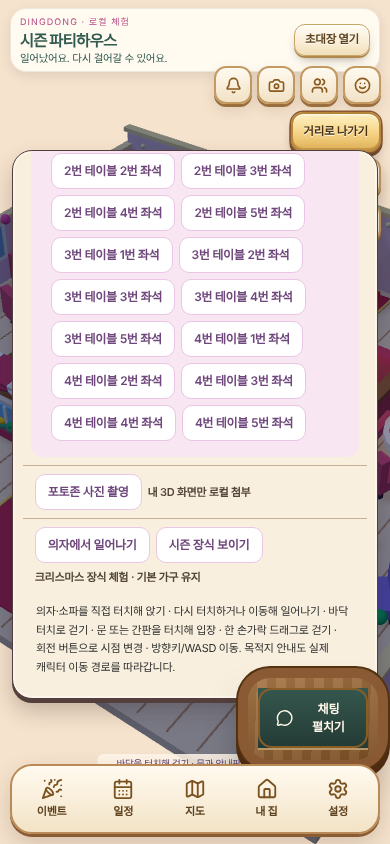 DINGDONG · 로컬 체험
시즌 파티하우스
일어났어요. 다시 걸어갈 수 있어요.
초대장 열기
거리로 나가기
2번 테이블 2번 좌석
2번 테이블 3번 좌석
2번 테이블 4번 좌석
2번 테이블 5번 좌석
3번 테이블 1번 좌석
3번 테이블 2번 좌석
3번 테이블 3번 좌석
3번 테이블 4번 좌석
3번 테이블 5번 좌석
4번 테이블 1번 좌석
4번 테이블 2번 좌석
4번 테이블 3번 좌석
4번 테이블 4번 좌석
4번 테이블 5번 좌석
포토존 사진 촬영
내 3D 화면만 로컬 첨부
의자에서 일어나기
시즌 장식 보이기
크리스마스 장식 체험 · 기본 가구 유지
의자·소파를 직접 터치해 앉기 · 다시 터치하거나 이동해 일어나기 · 바닥
터치로 걷기 · 문 또는 간판을 터치해 입장 · 한 손가락 드래그로 걷기 ·
회전 버튼으로 시점 변경 · 방향키/WASD 이동. 목적지 안내도 실제
캐릭터 이동 경로를 따라갑니다.
채팅
펼치기
바닥을 터치해 걷기 · 문과
이벤트
일정
지도
내 집
설정